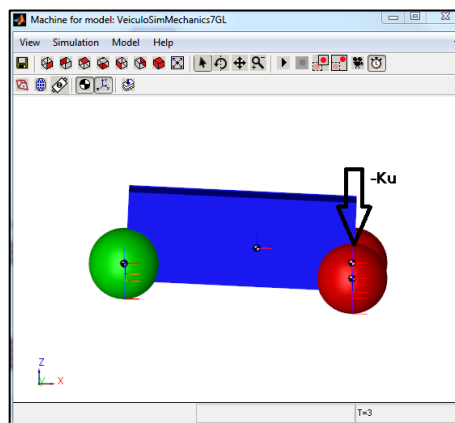 Machine for model: VeiculoSimMechanics7GL
View Simulation Model Help
-Ku
Z
Y X
T=3